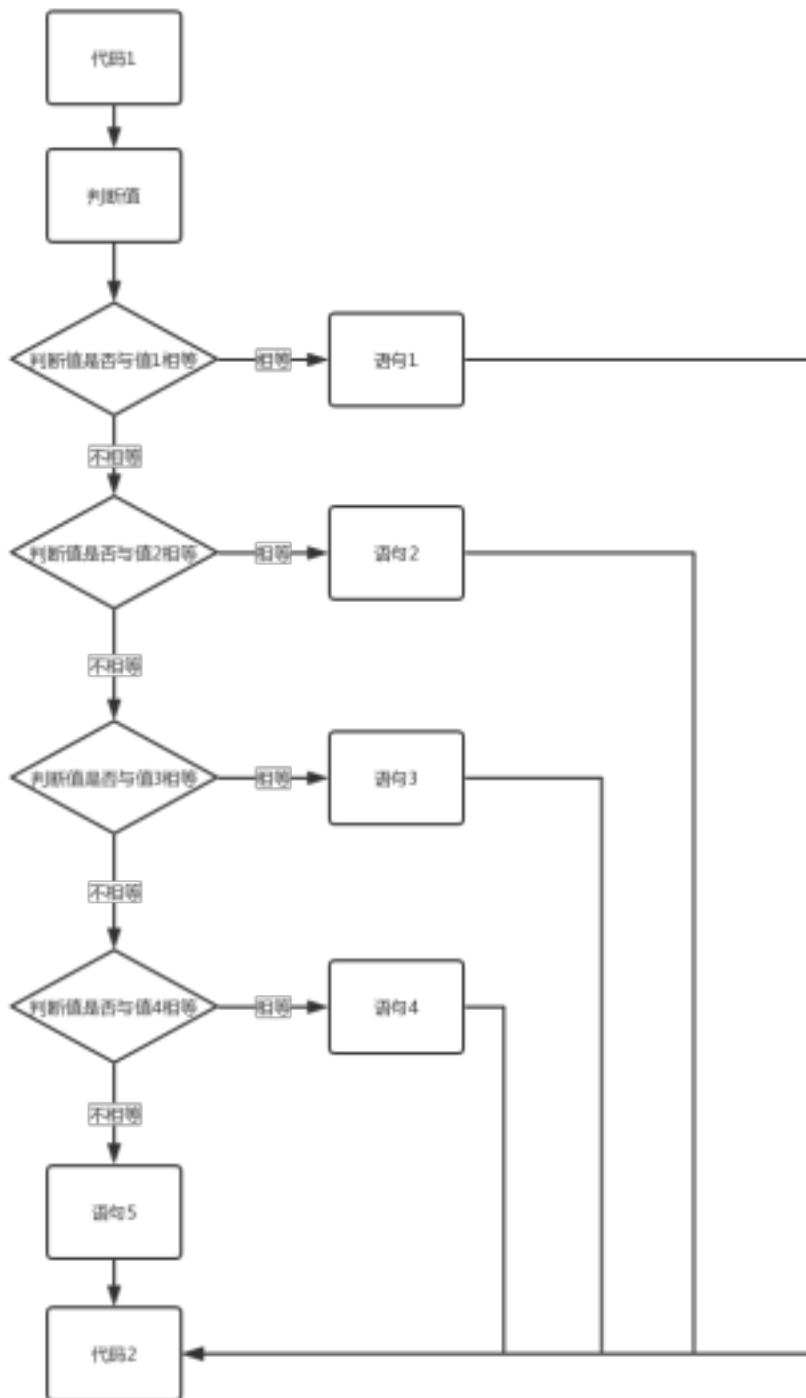 代码1
判断值
判断值是否与值1相等
相等
语句1
不相等
判断值是否与值2相等
相等
语句2
不相等
判断值是否与值3相等
相等
语句3
不相等
判断值是否与值4相等
相等
语句4
不相等
语句5
代码2